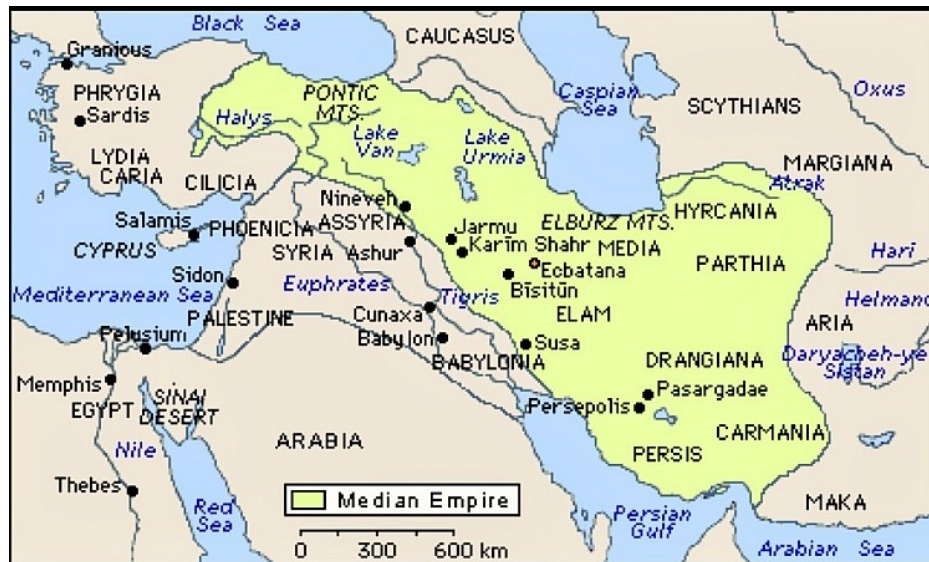 Black Sea
CAUCASUS
Granious
PHRYGIA
Sardis
LYDIA
CARIA
CILICIA
PONTIC
MTS.
Halys
Lake
Van
Lake
Urmia
Caspian
Sea
SCYTHIANS
Oxus
MARGIANA
Atrak
HYRCANIA
ELBURZ MTS.
MEDIA
PARTHIA
Hari
Helmand
ARIA
Daryacheh-ye
Sistan
Nineveh
ASSYRIA
Ashur
Jarmu
Karīm Shahr
Ecbatana
Bīsitūn
ELAM
Salamis
CYPRUS
PHOENICIA
SYRIA
Sidon
Euphrates
Tigris
Mediterranean Sea
PALESTINE
Cunaxa
Babylon
BABYLONIA
Susa
DRANGIANA
Pasargadae
Persepolis
CARMANIA
PERSIS
MAKA
Pelusium
Memphis
EGYPT
SINAI
DESERT
Nile
ARABIA
Thebes
Red
Sea
Persian
Gulf
Arabian Sea
Median Empire
0 300 600 km